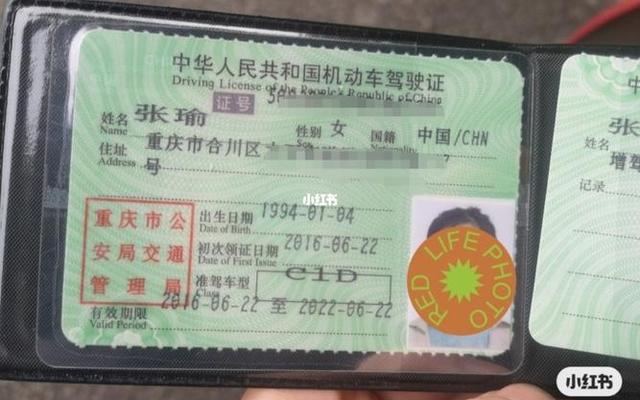 中华人民共和国机动车驾驶证
Driving License of the People's Republic of China
证号
姓名 张瑜 性别 女 国籍 中国/CHN
Name
住址 重庆市合川区
Address 号
出生日期 1994-01-04
Date of Birth
初次领证日期 2016-06-22
Date of First Issue
准驾车型 C1D
Class
重庆市公
安局交通
管理局
有效期限 2016-06-22 至 2022-06-22
Valid Period
小红书
RED LIFE PHOTO
张
增驾
记录
小红书